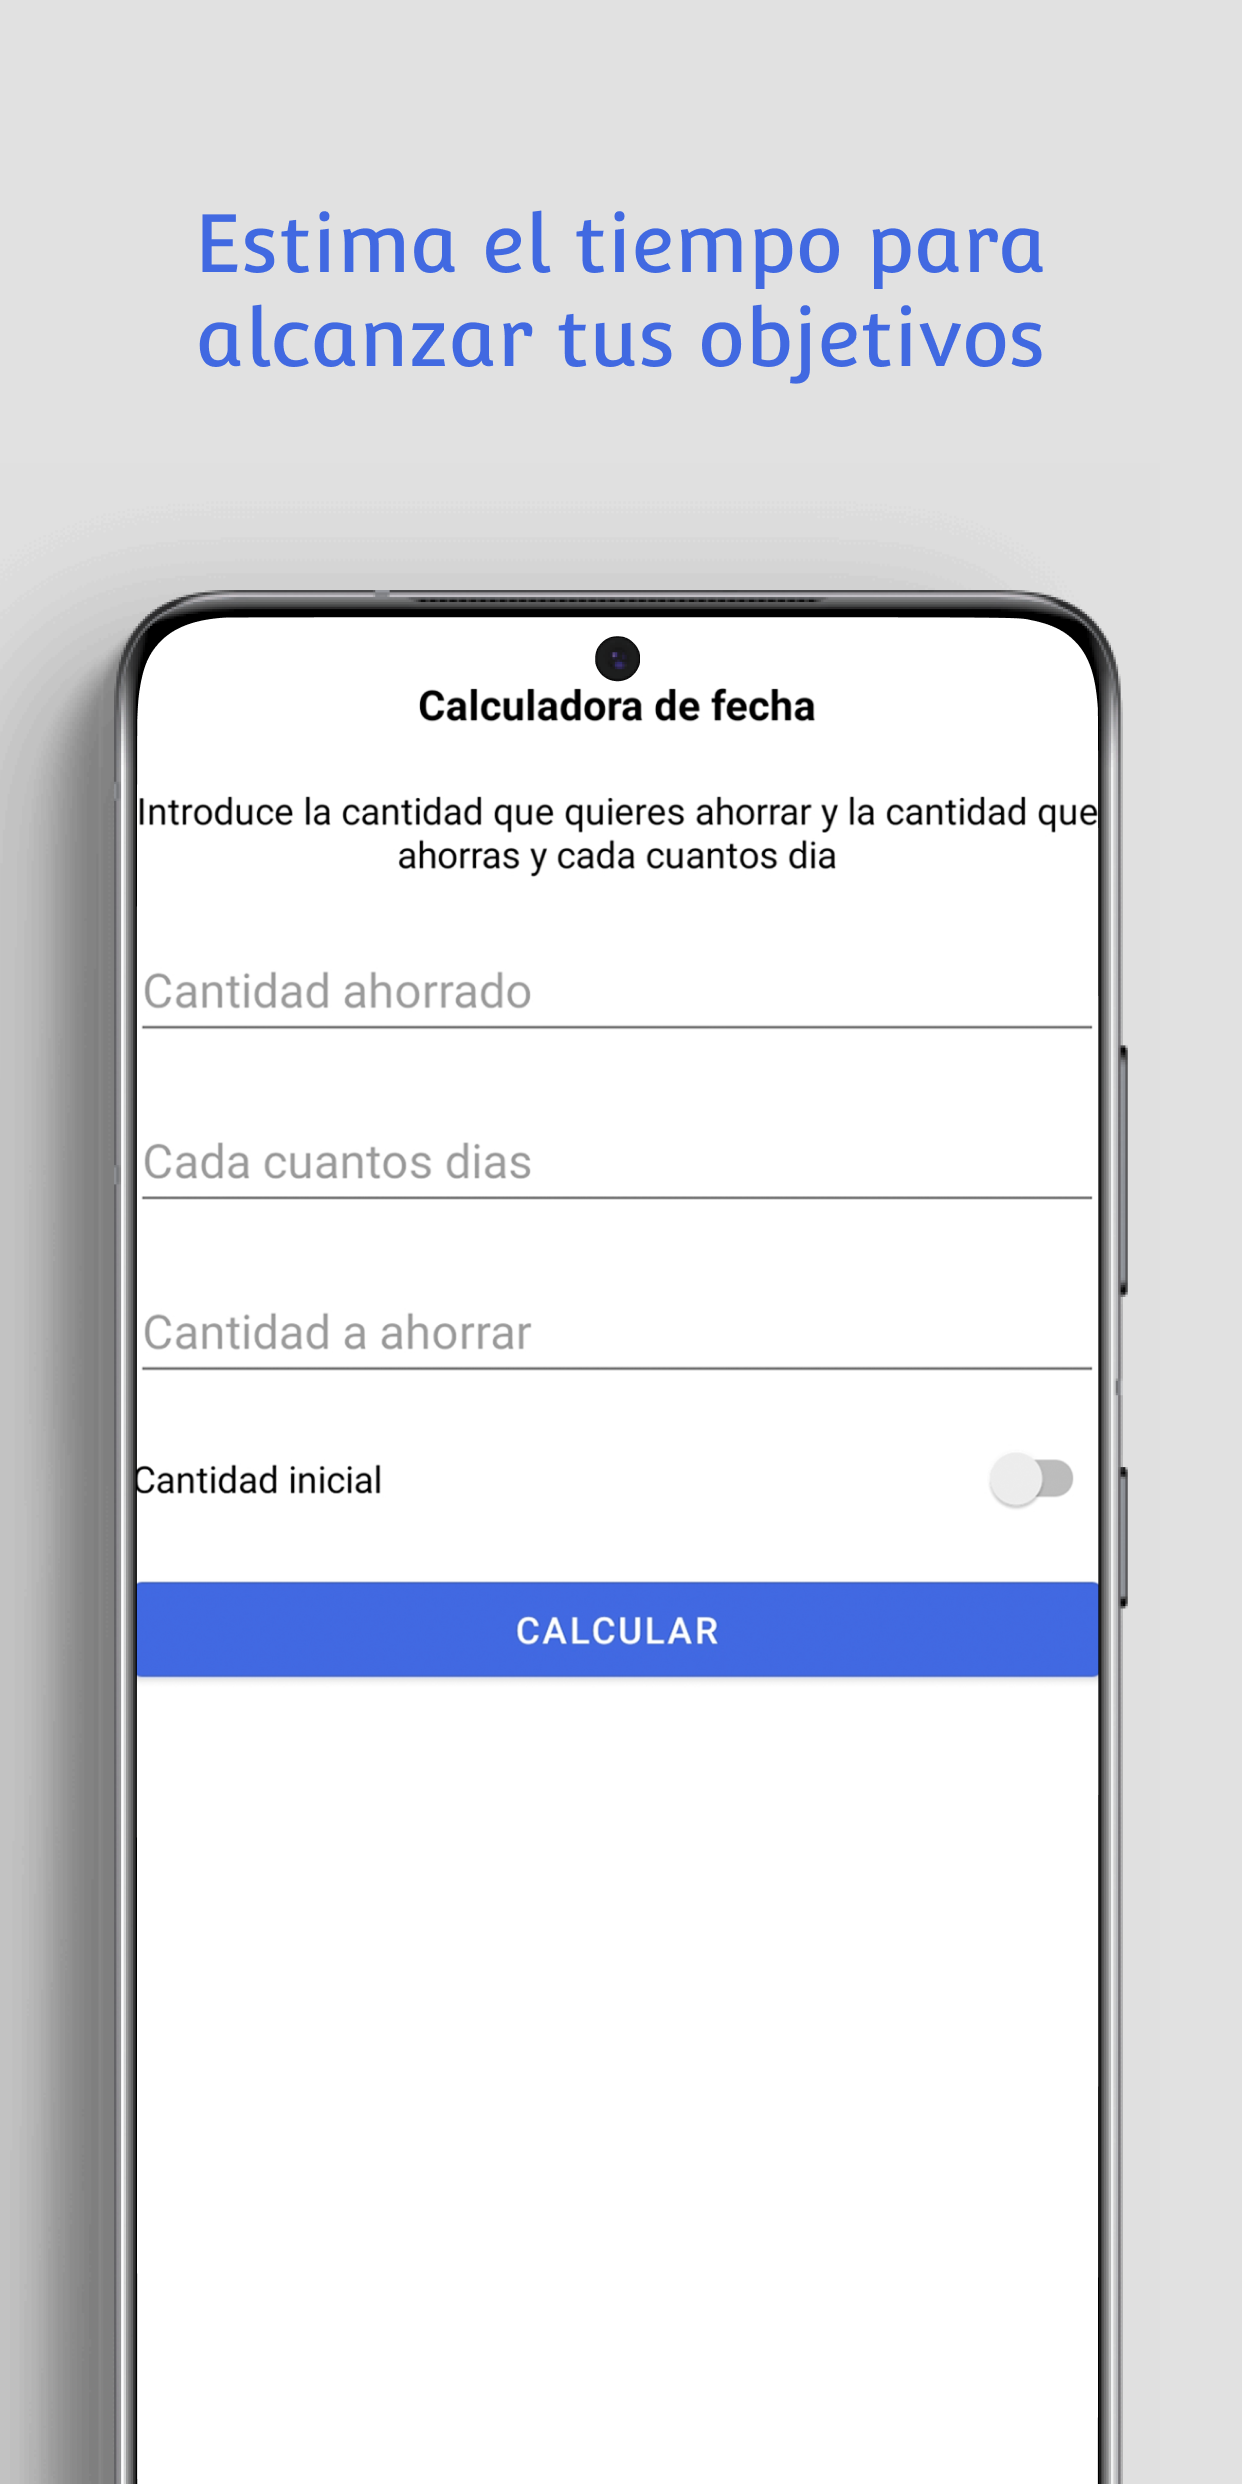 Estima el tiempo para
alcanzar tus objetivos
Calculadora de fecha
Introduce la cantidad que quieres ahorrar y la cantidad que
ahorras y cada cuantos dia
Cantidad ahorrado
Cada cuantos dias
Cantidad a ahorrar
Cantidad inicial
CALCULAR